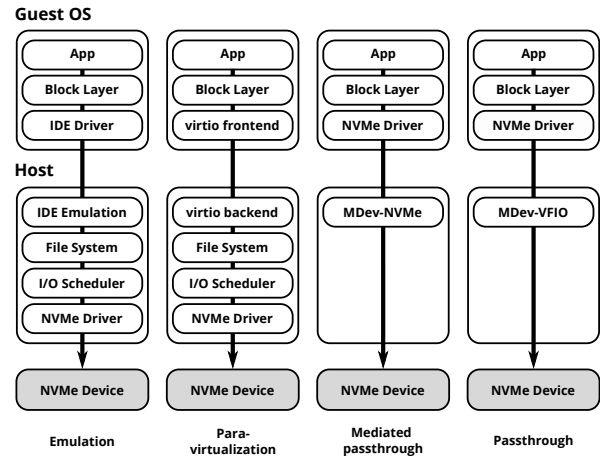 Guest OS
App
App
App
App
Block Layer
Block Layer
Block Layer
Block Layer
IDE Driver
virtio frontend
NVMe Driver
NVMe Driver
Host
IDE Emulation
virtio backend
MDev-NVMe
MDev-VFIO
File System
File System
I/O Scheduler
I/O Scheduler
NVMe Driver
NVMe Driver
NVMe Device
NVMe Device
NVMe Device
NVMe Device
Emulation
Para-
virtualization
Mediated
passthrough
Passthrough